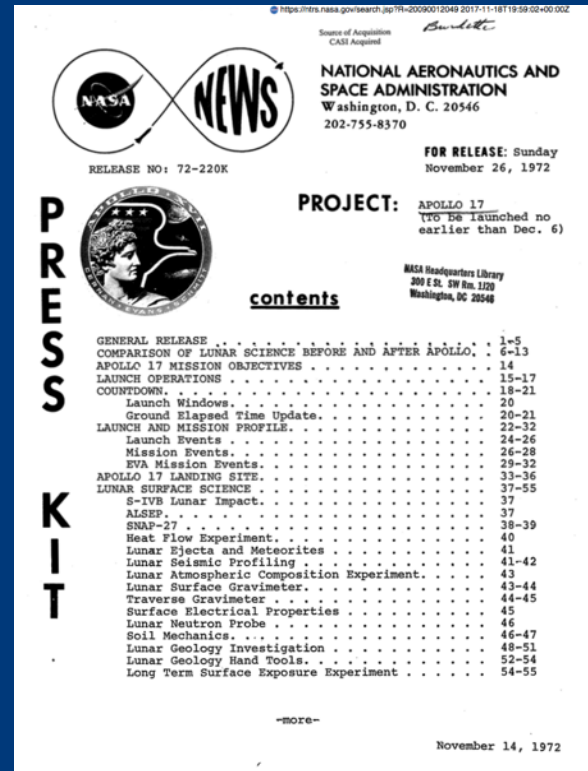 https://ntrs.nasa.gov/search.jsp?R=20090012049 2017-11-18T19:59:02+00:00Z
Source of Acquisition
CASI Acquired
Burdette
NASA NEWS
NATIONAL AERONAUTICS AND
SPACE ADMINISTRATION
Washington, D. C. 20546
202-755-8370
FOR RELEASE: Sunday
November 26, 1972
RELEASE NO: 72-220K
PRESS KIT
APOLLO XVII
CERNAN EVANS SCHMITT
PROJECT: APOLLO 17
(To be launched no
earlier than Dec. 6)
NASA Headquarters Library
300 E St. SW Rm. 1J20
Washington, DC 20546
contents
GENERAL RELEASE . . . . . . . . . . . . . . . . . . 1-5
COMPARISON OF LUNAR SCIENCE BEFORE AND AFTER APOLLO. . 6-13
APOLLO 17 MISSION OBJECTIVES . . . . . . . . . . . . 14
LAUNCH OPERATIONS . . . . . . . . . . . . . . . . . 15-17
COUNTDOWN. . . . . . . . . . . . . . . . . . . . . . 18-21
Launch Windows. . . . . . . . . . . . . . . . . . 20
Ground Elapsed Time Update. . . . . . . . . . . . 20-21
LAUNCH AND MISSION PROFILE. . . . . . . . . . . . . 22-32
Launch Events . . . . . . . . . . . . . . . . . . 24-26
Mission Events. . . . . . . . . . . . . . . . . . 26-28
EVA Mission Events. . . . . . . . . . . . . . . . 29-32
APOLLO 17 LANDING SITE. . . . . . . . . . . . . . . 33-36
LUNAR SURFACE SCIENCE . . . . . . . . . . . . . . . 37-55
S-IVB Lunar Impact. . . . . . . . . . . . . . . . 37
ALSEP. . . . . . . . . . . . . . . . . . . . . . 37
SNAP-27 . . . . . . . . . . . . . . . . . . . . . 38-39
Heat Flow Experiment. . . . . . . . . . . . . . . 40
Lunar Ejecta and Meteorites . . . . . . . . . . . 41
Lunar Seismic Profiling . . . . . . . . . . . . . 41-42
Lunar Atmospheric Composition Experiment. . . . . 43
Lunar Surface Gravimeter. . . . . . . . . . . . . 43-44
Traverse Gravimeter . . . . . . . . . . . . . . . 44-45
Surface Electrical Properties . . . . . . . . . . 45
Lunar Neutron Probe . . . . . . . . . . . . . . . 46
Soil Mechanics. . . . . . . . . . . . . . . . . . 46-47
Lunar Geology Investigation . . . . . . . . . . . 48-51
Lunar Geology Hand Tools. . . . . . . . . . . . . 52-54
Long Term Surface Exposure Experiment . . . . . . 54-55
-more-
November 14, 1972